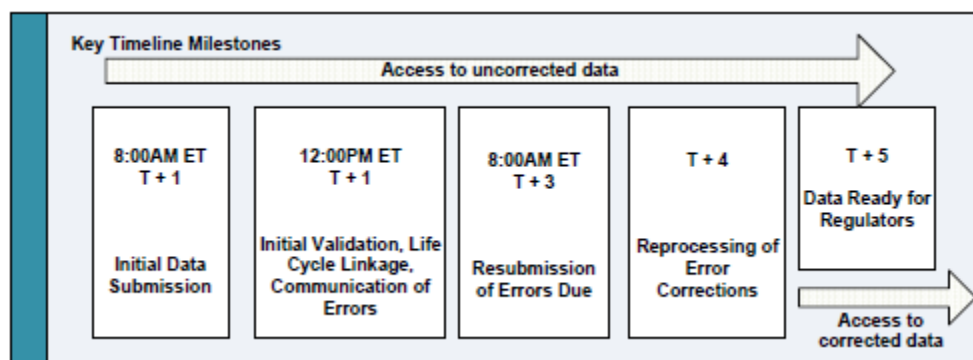 Key Timeline Milestones
Access to uncorrected data
8:00AM ET
T + 1
Initial Data
Submission
12:00PM ET
T + 1
Initial Validation, Life
Cycle Linkage,
Communication of
Errors
8:00AM ET
T + 3
Resubmission
of Errors Due
T + 4
Reprocessing of
Error
Corrections
T + 5
Data Ready for
Regulators
Access to
corrected data